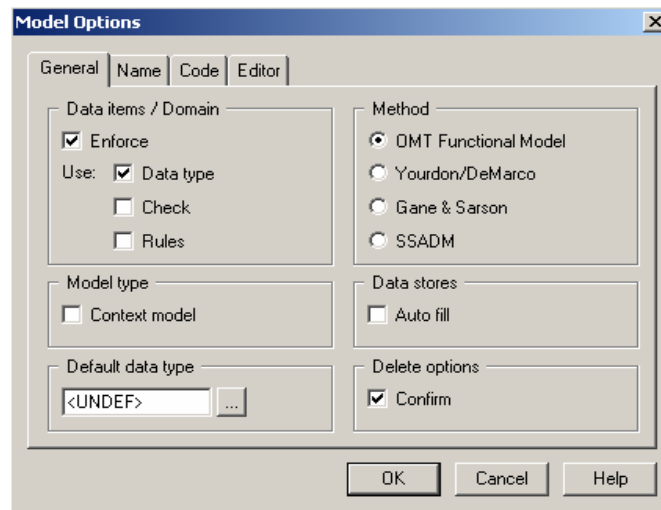 Model Options
General Name Code Editor
Data items / Domain
Enforce
Use: Data type
Check
Rules
Method
OMT Functional Model
Yourdon/DeMarco
Gane & Sarson
SSADM
Model type
Context model
Data stores
Auto fill
Default data type
<UNDEF> ...
Delete options
Confirm
OK Cancel Help